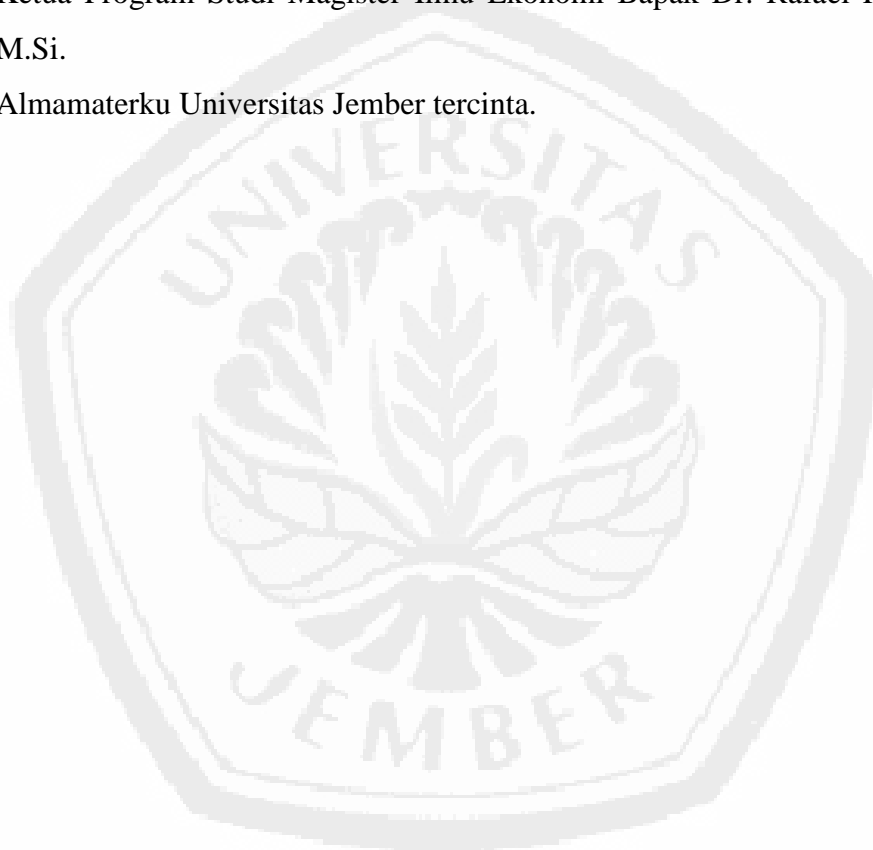 Ketua Program Studi Magister Ilmu Ekonomi Bapak Dr. Rafael
M.Si.
Almamaterku Universitas Jember tercinta.
UNIVERSITAS
JEMBER